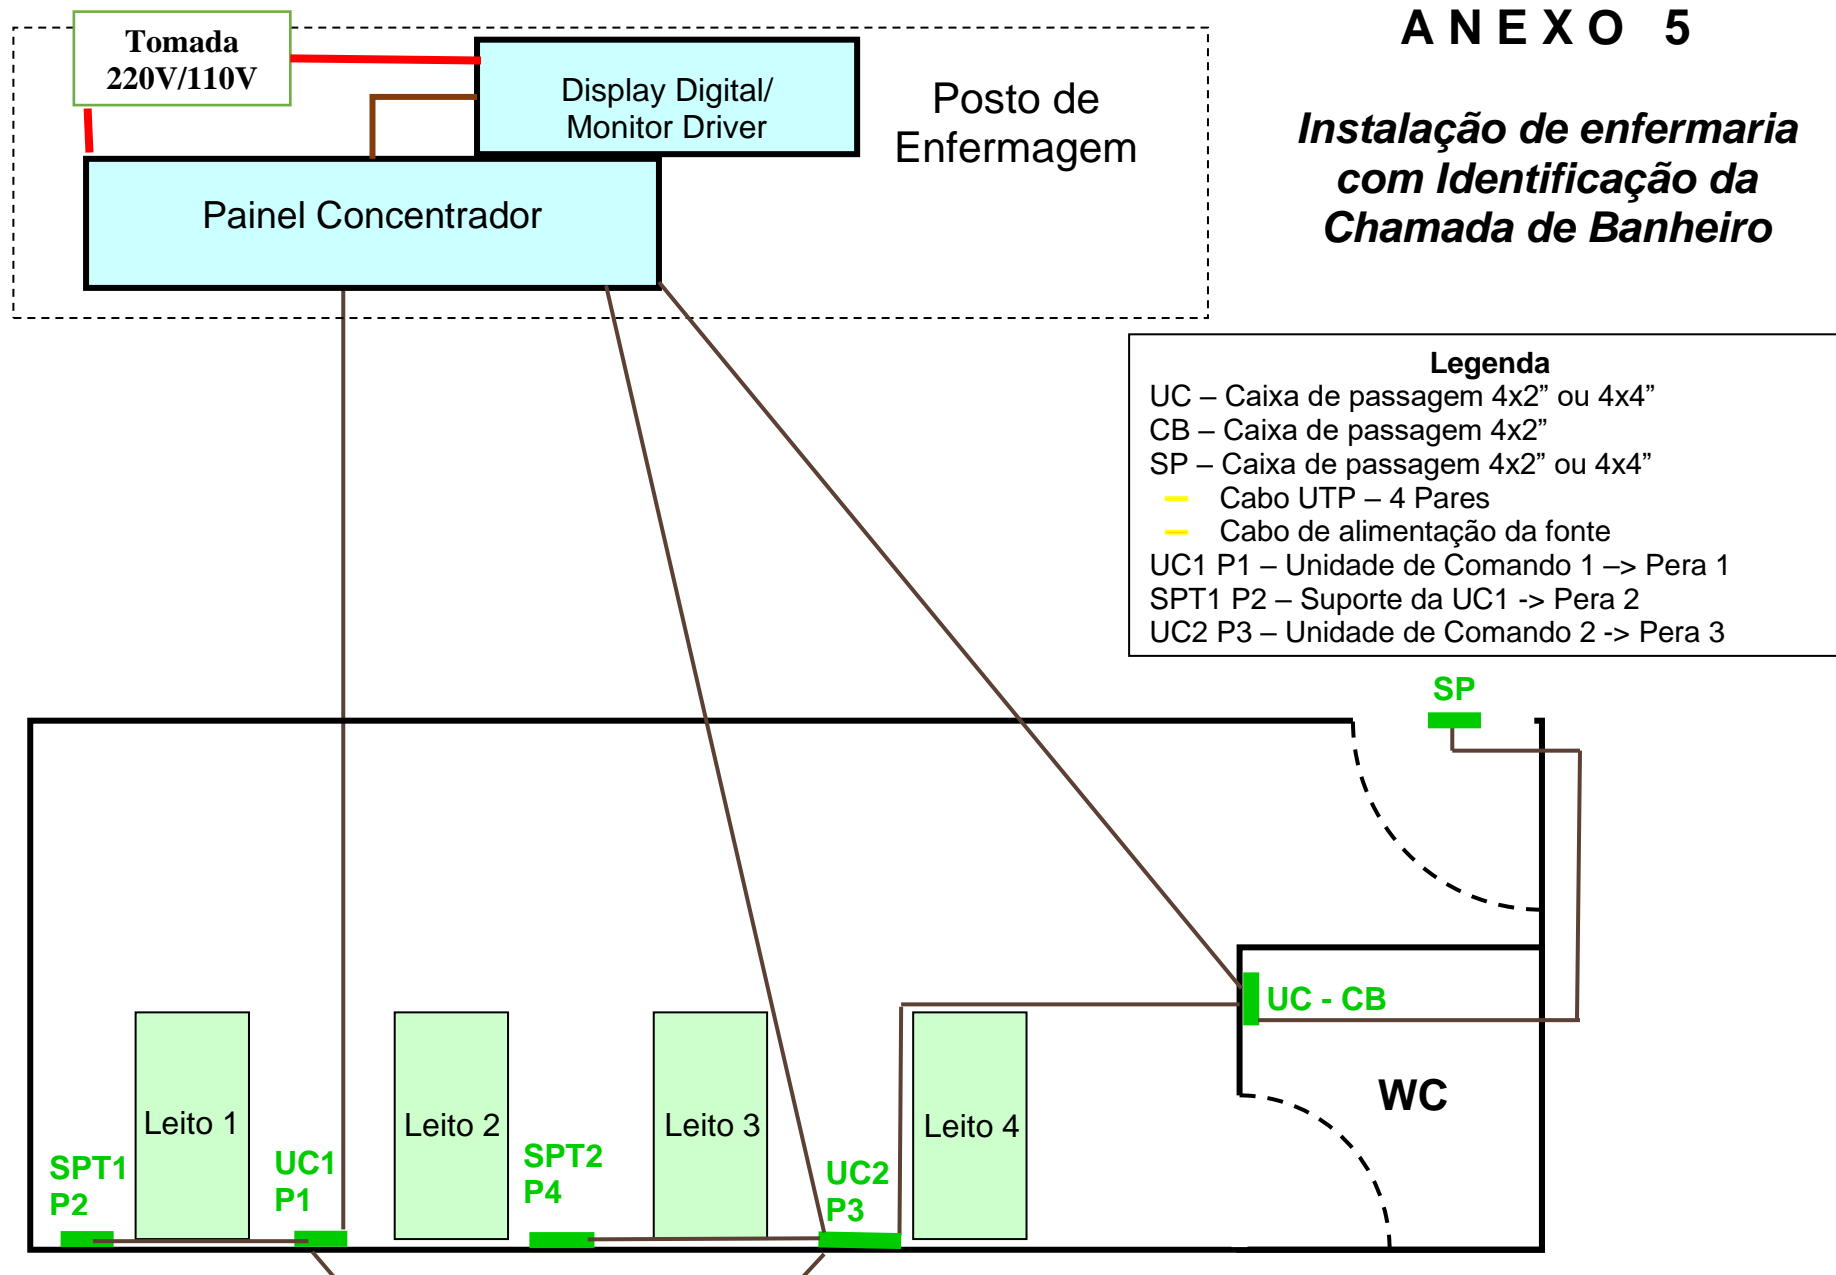 ANEXO 5
Instalação de enfermaria
com Identificação da
Chamada de Banheiro
Tomada
220V/110V
Display Digital/
Monitor Driver
Posto de
Enfermagem
Painel Concentrador
Legenda
UC – Caixa de passagem 4x2” ou 4x4”
CB – Caixa de passagem 4x2”
SP – Caixa de passagem 4x2” ou 4x4”
Cabo UTP – 4 Pares
Cabo de alimentação da fonte
UC1 P1 – Unidade de Comando 1 –> Pera 1
SPT1 P2 – Suporte da UC1 -> Pera 2
UC2 P3 – Unidade de Comando 2 -> Pera 3
SP
UC - CB
WC
Leito 1
Leito 2
Leito 3
Leito 4
SPT1
P2
UC1
P1
SPT2
P4
UC2
P3